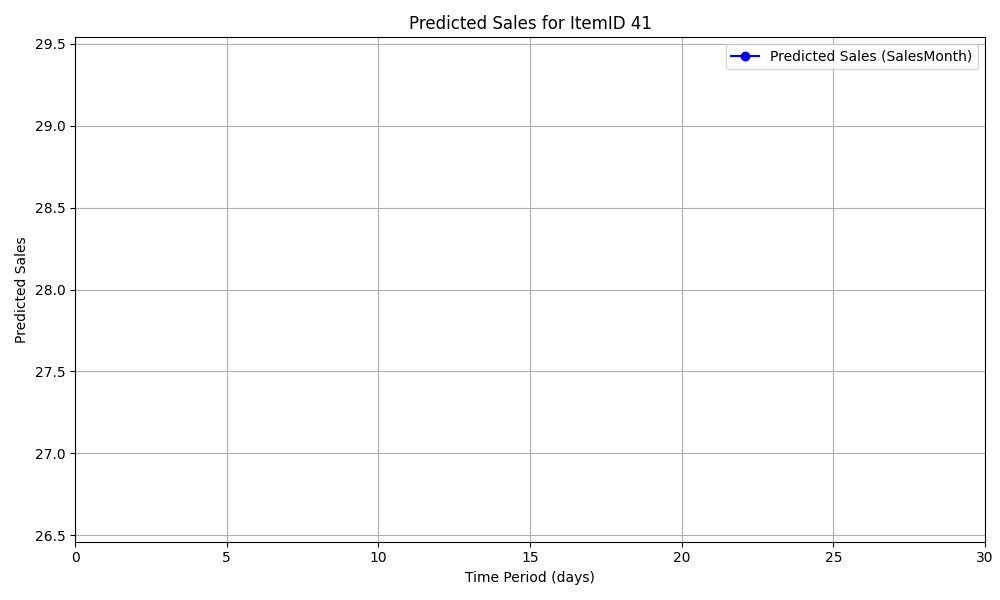 Predicted Sales for ItemID 41
Predicted Sales (SalesMonth)
Predicted Sales
29.5
29.0
28.5
28.0
27.5
27.0
26.5
0 5 10 15 20 25 30
Time Period (days)